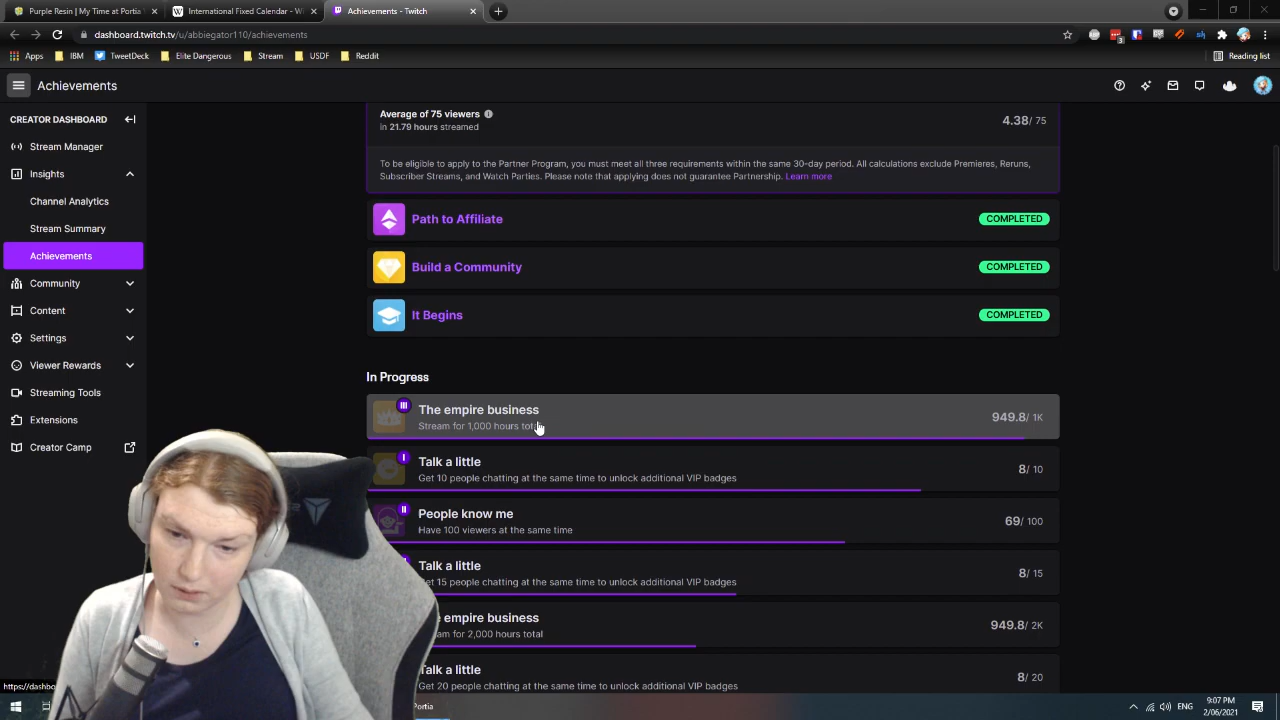 Purple Resin | My Time at Portia
International Fixed Calendar - W
Achievements - Twitch
dashboard.twitch.tv/u/abbiegator110/achievements
3
Apps
IBM
TweetDeck
Elite Dangerous
Stream
USDF
Reddit
Reading list
Achievements
CREATOR DASHBOARD
Stream Manager
Insights
Channel Analytics
Stream Summary
Achievements
Community
Content
Settings
Viewer Rewards
Streaming Tools
Extensions
Creator Camp
Average of 75 viewers
in 21.79 hours streamed
4.38/ 75
To be eligible to apply to the Partner Program, you must meet all three requirements within the same 30-day period. All calculations exclude Premieres, Reruns,
Subscriber Streams, and Watch Parties. Please note that applying does not guarantee Partnership. Learn more
Path to Affiliate
COMPLETED
Build a Community
COMPLETED
It Begins
COMPLETED
In Progress
III
The empire business
Stream for 1,000 hours total
949.8/ 1K
I
Talk a little
Get 10 people chatting at the same time to unlock additional VIP badges
8/ 10
II
People know me
Have 100 viewers at the same time
69/ 100
Talk a little
Get 15 people chatting at the same time to unlock additional VIP badges
8/ 15
empire business
for 2,000 hours total
949.8/ 2K
Talk a little
Get 20 people chatting at the same time to unlock additional VIP badges
8/ 20
https://dashbo
Portia
ENG
9:07 PM
2/06/2021